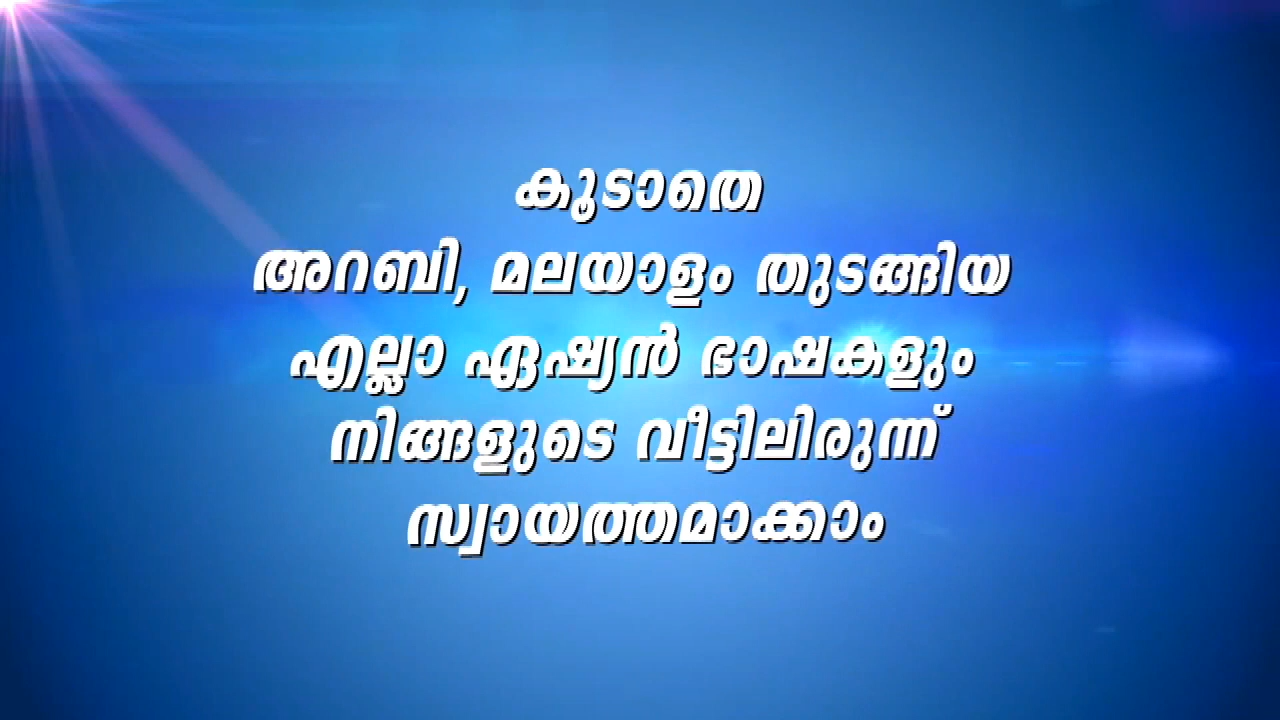 കൂടാതെ
അറബി, മലയാളം തുടങ്ങിയ
എല്ലാ ഏഷ്യൻ ഭാഷകളും
നിങ്ങളുടെ വീട്ടിലിരുന്ന്
സ്വായത്തമാക്കാം